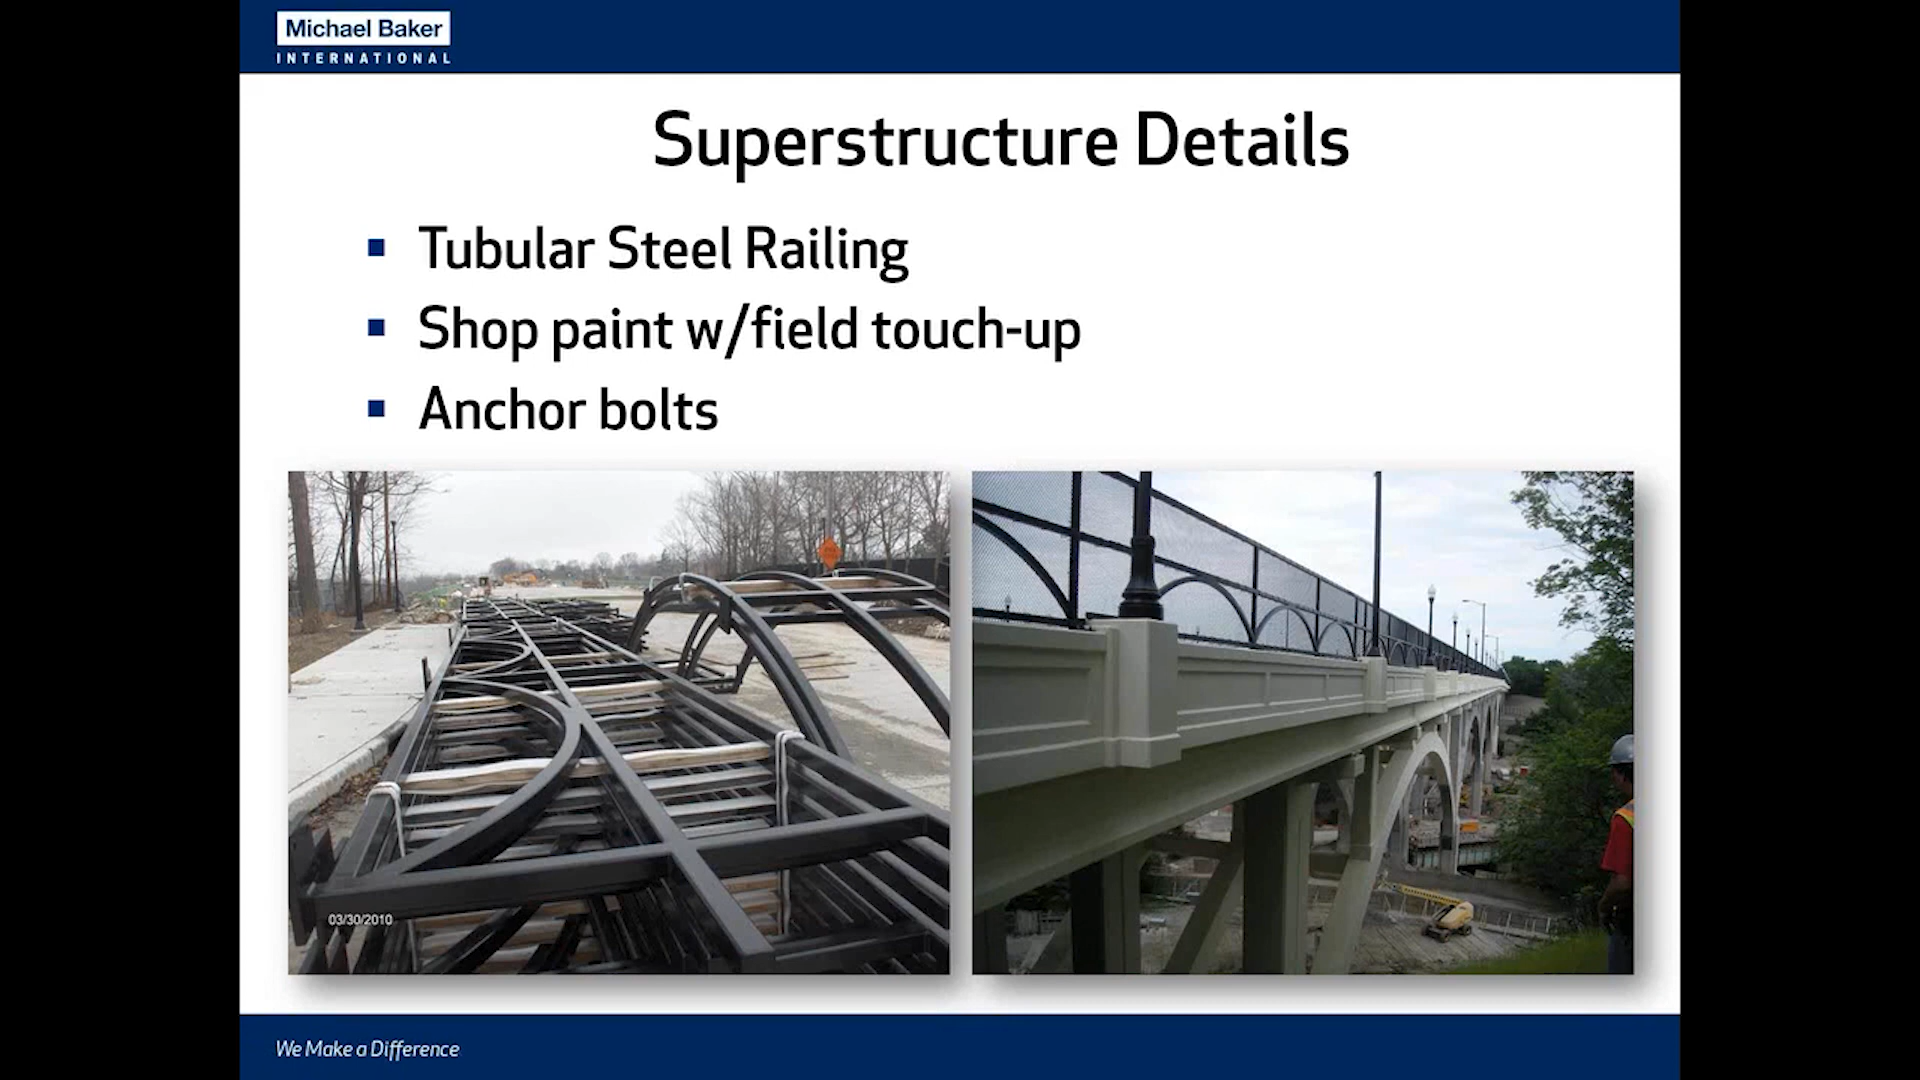 Michael Baker
INTERNATIONAL
Superstructure Details
Tubular Steel Railing
Shop paint w/field touch-up
Anchor bolts
03/30/2010
We Make a Difference